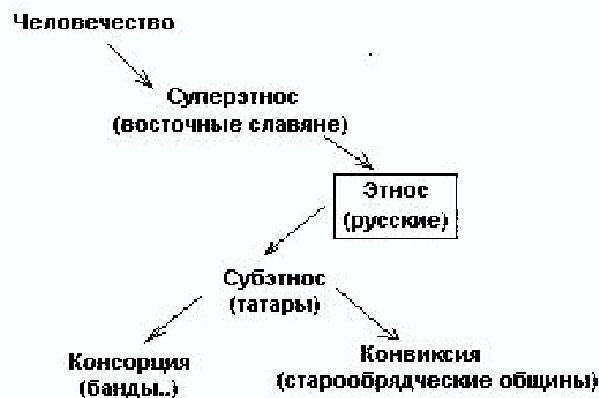 Человечество
Суперэтнос
(восточные славяне)
Этнос
(русские)
Субэтнос
(татары)
Консорция
(банды..)
Конвиксия
(старообрядческие общины)